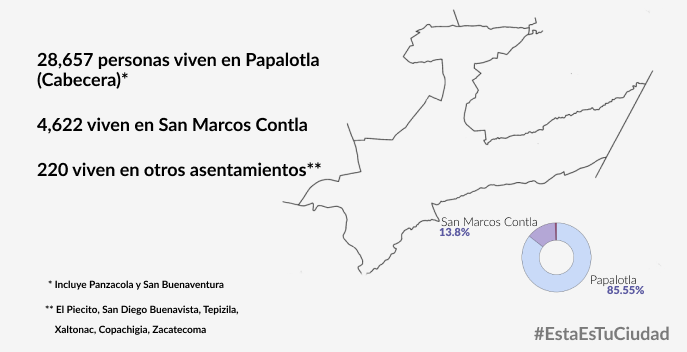 28,657 personas viven en Papalotla
(Cabecera)*
4,622 viven en San Marcos Contla
220 viven en otros asentamientos**
San Marcos Contla
13.8%
Papalotla
85.55%
* Incluye Panzacola y San Buenaventura
** El Piecito, San Diego Buenavista, Tepizila,
Xaltonac, Copachigia, Zacatecoma
#EstaEsTuCiudad